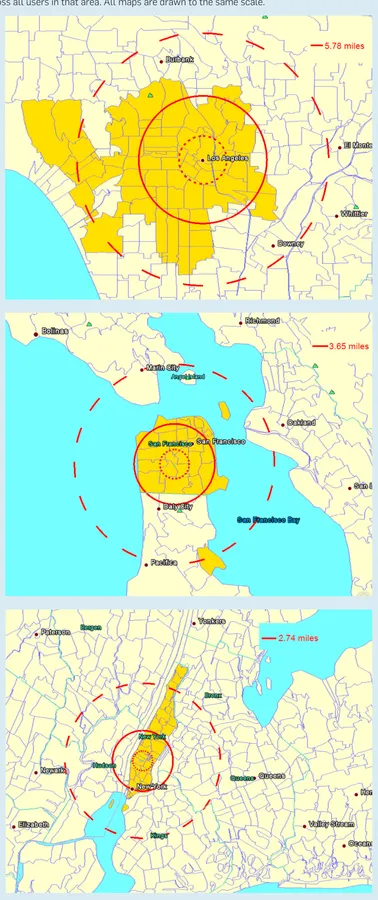 oss all users in that area. All maps are drawn to the same scale.
5.78 miles
Burbank
Los Angeles
El Monte
Whittier
Downey
Richmond
Bolinas
3.65 miles
Marin City
Angel Island
Oakland
San Francisco San Francisco
San L
Daly City
San Francisco Bay
Pacifica
Yonkers
Paterson
Bergen
2.74 miles
Bronx
New York
Hudson
Newark
Queens Queens
New York
Hem
Elizabeth
Valley Stream
Kings
Ocean